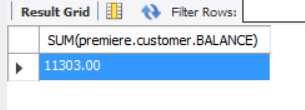 Result Grid Filter Rows:
SUM(premiere.customer.BALANCE)
11303.00